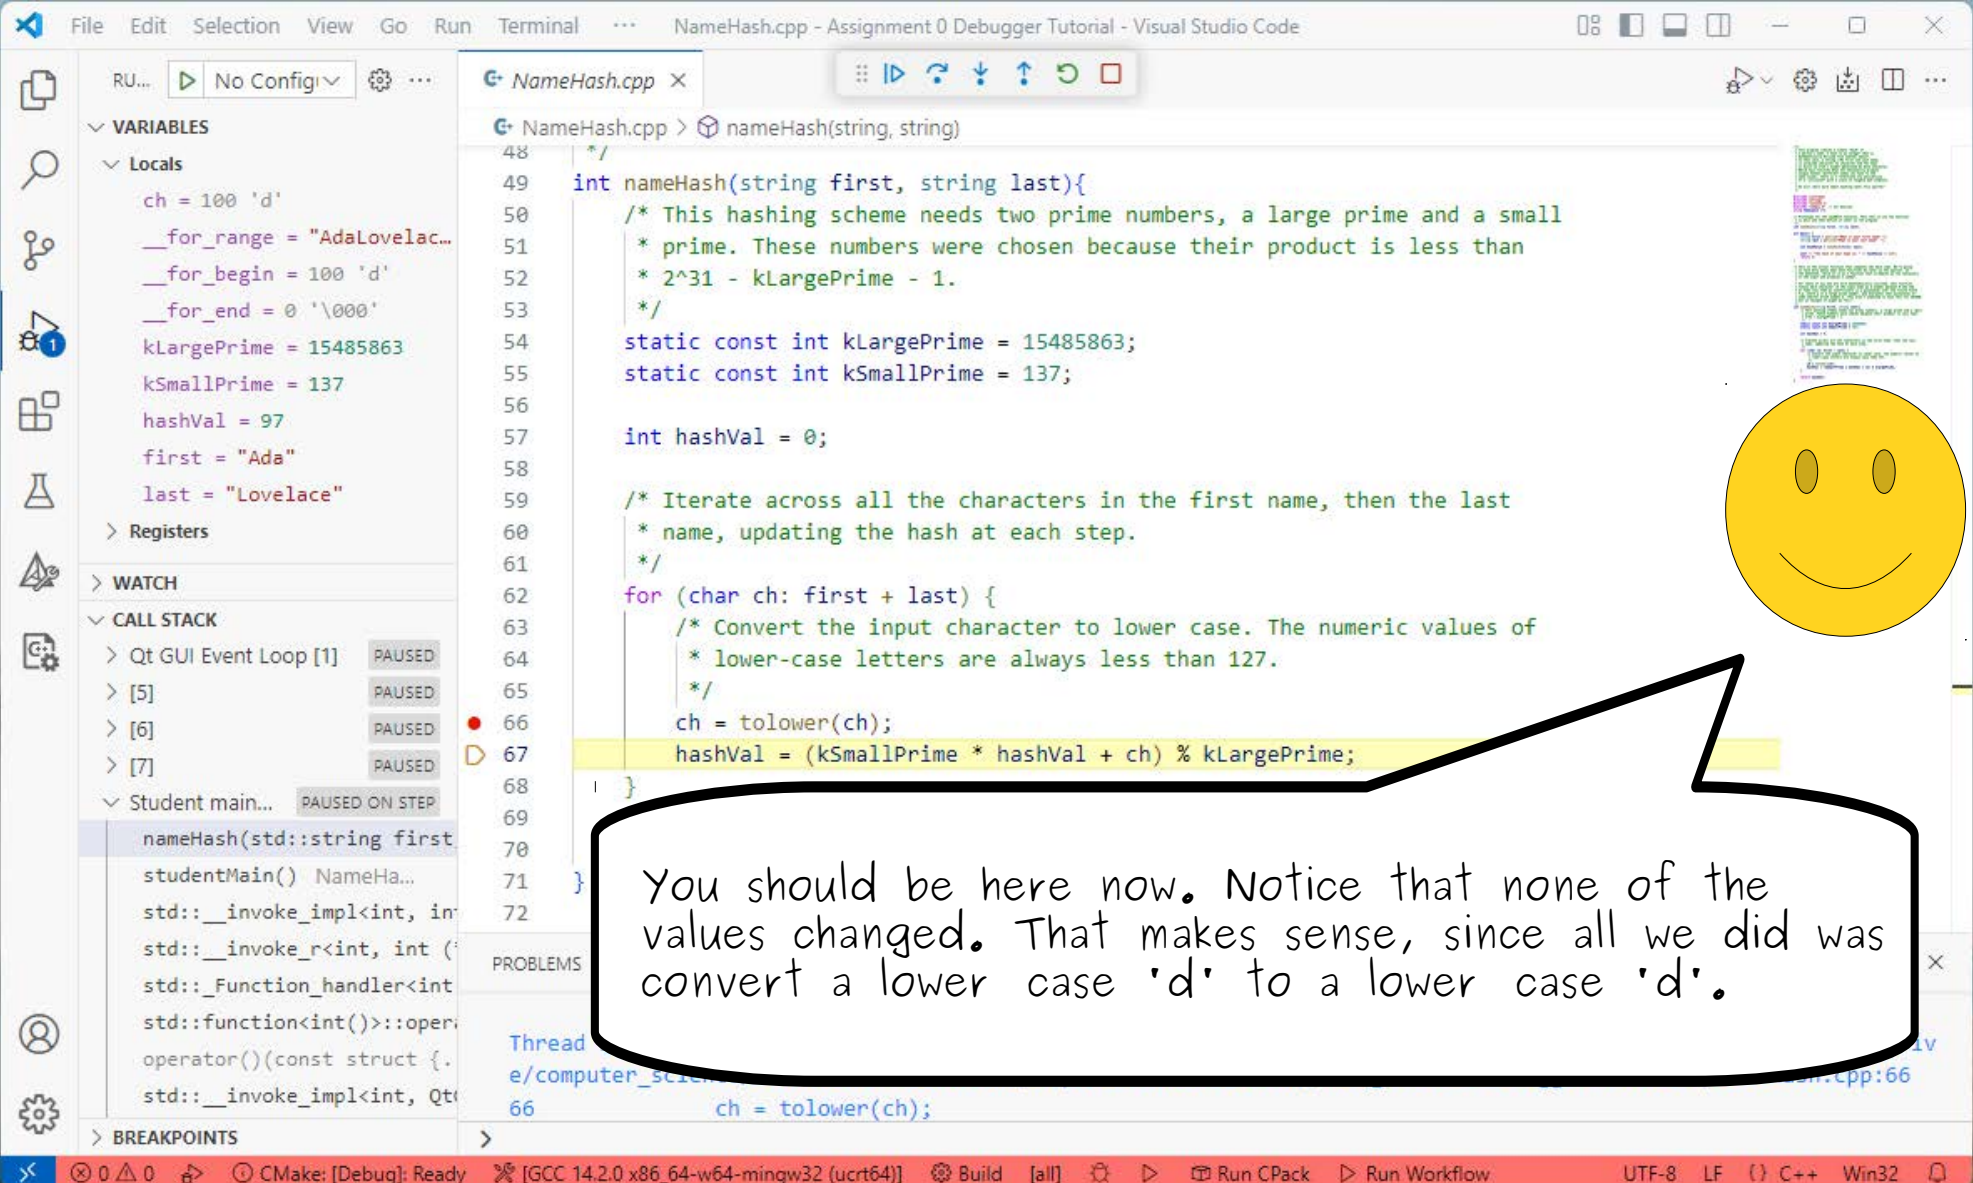 File Edit Selection View Go Run Terminal ··· NameHash.cpp - Assignment 0 Debugger Tutorial - Visual Studio Code
RU... No Config
NameHash.cpp
NameHash.cpp > nameHash(string, string)
VARIABLES
Locals
ch = 100 'd'
__for_range = "AdaLovelac…
__for_begin = 100 'd'
__for_end = 0 '\000'
kLargePrime = 15485863
kSmallPrime = 137
hashVal = 97
first = "Ada"
last = "Lovelace"
Registers
WATCH
CALL STACK
Qt GUI Event Loop [1] PAUSED
[5] PAUSED
[6] PAUSED
[7] PAUSED
Student main... PAUSED ON STEP
nameHash(std::string first
studentMain() NameHa...
std::__invoke_impl<int, in
std::__invoke_r<int, int (
std::_Function_handler<int
std::function<int()>::oper
operator()(const struct {.
std::__invoke_impl<int, Qt
BREAKPOINTS
48 */
49 int nameHash(string first, string last){
50 /* This hashing scheme needs two prime numbers, a large prime and a small
51 * prime. These numbers were chosen because their product is less than
52 * 2^31 - kLargePrime - 1.
53 */
54 static const int kLargePrime = 15485863;
55 static const int kSmallPrime = 137;
56
57 int hashVal = 0;
58
59 /* Iterate across all the characters in the first name, then the last
60 * name, updating the hash at each step.
61 */
62 for (char ch: first + last) {
63 /* Convert the input character to lower case. The numeric values of
64 * lower-case letters are always less than 127.
65 */
66 ch = tolower(ch);
67 hashVal = (kSmallPrime * hashVal + ch) % kLargePrime;
68 }
69
70
71 }
72
You should be here now. Notice that none of the
values changed. That makes sense, since all we did was
convert a lower case 'd' to a lower case 'd'.
PROBLEMS
Thread
e/computer_ .cpp:66
66 ch = tolower(ch);
>
0 0 CMake: [Debug]: Ready [GCC 14.2.0 x86_64-w64-mingw32 (ucrt64)] Build [all] Run CPack Run Workflow UTF-8 LF {} C++ Win32